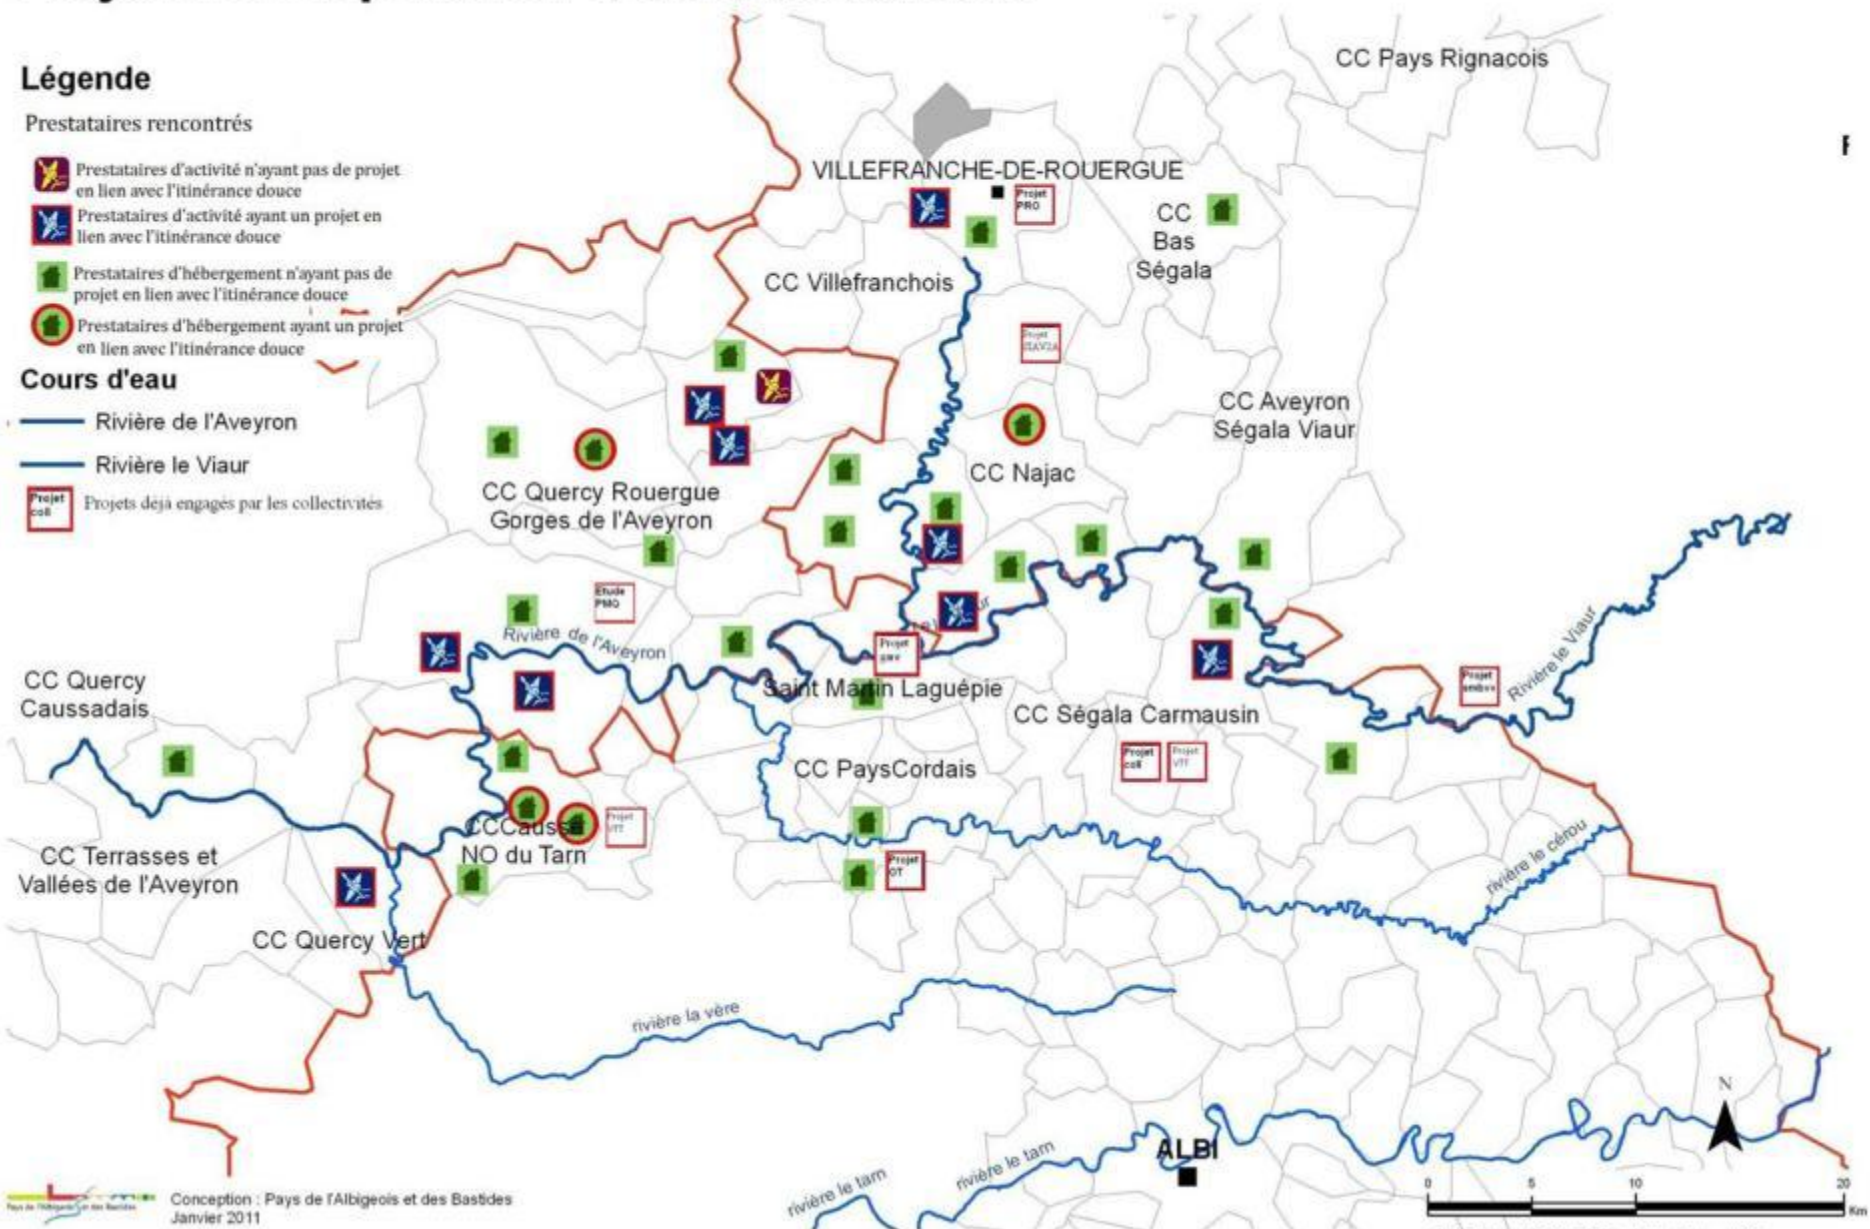 Légende
Prestataires rencontrés
Prestataires d'activité n'ayant pas de projet
en lien avec l'itinérance douce
Prestataires d'activité ayant un projet en
lien avec l'itinérance douce
Prestataires d'hébergement n'ayant pas de
projet en lien avec l'itinérance douce
Prestataires d'hébergement ayant un projet
en lien avec l'itinérance douce
Cours d'eau
Rivière de l'Aveyron
Rivière le Viaur
Projet
coll
Projets déjà engagés par les collectivités
CC Pays Rignacois
VILLEFRANCHE-DE-ROUERGUE
Projet
PRO
CC
Bas
Ségala
CC Villefranchois
Projet
CC Aveyron
Ségala Viaur
CC Najac
CC Quercy Rouergue
Gorges de l'Aveyron
Etude
PMO
Rivière de l'Aveyron
Projet
gare
Saint Martin Laguépie
Projet
Rivière le Viaur
CC Quercy
Caussadais
CC Ségala Carmausin
Projet
coll
Projet
VTT
CC PaysCordais
CCCausse
NO du Tarn
Projet
VTT
CC Terrasses et
Vallées de l'Aveyron
Projet
OT
rivière le cérou
CC Quercy Vert
rivière la vère
N
ALBI
rivière le tarn
rivière le tarn
Conception : Pays de l'Albigeois et des Bastides
Janvier 2011
0 5 10 20
Km